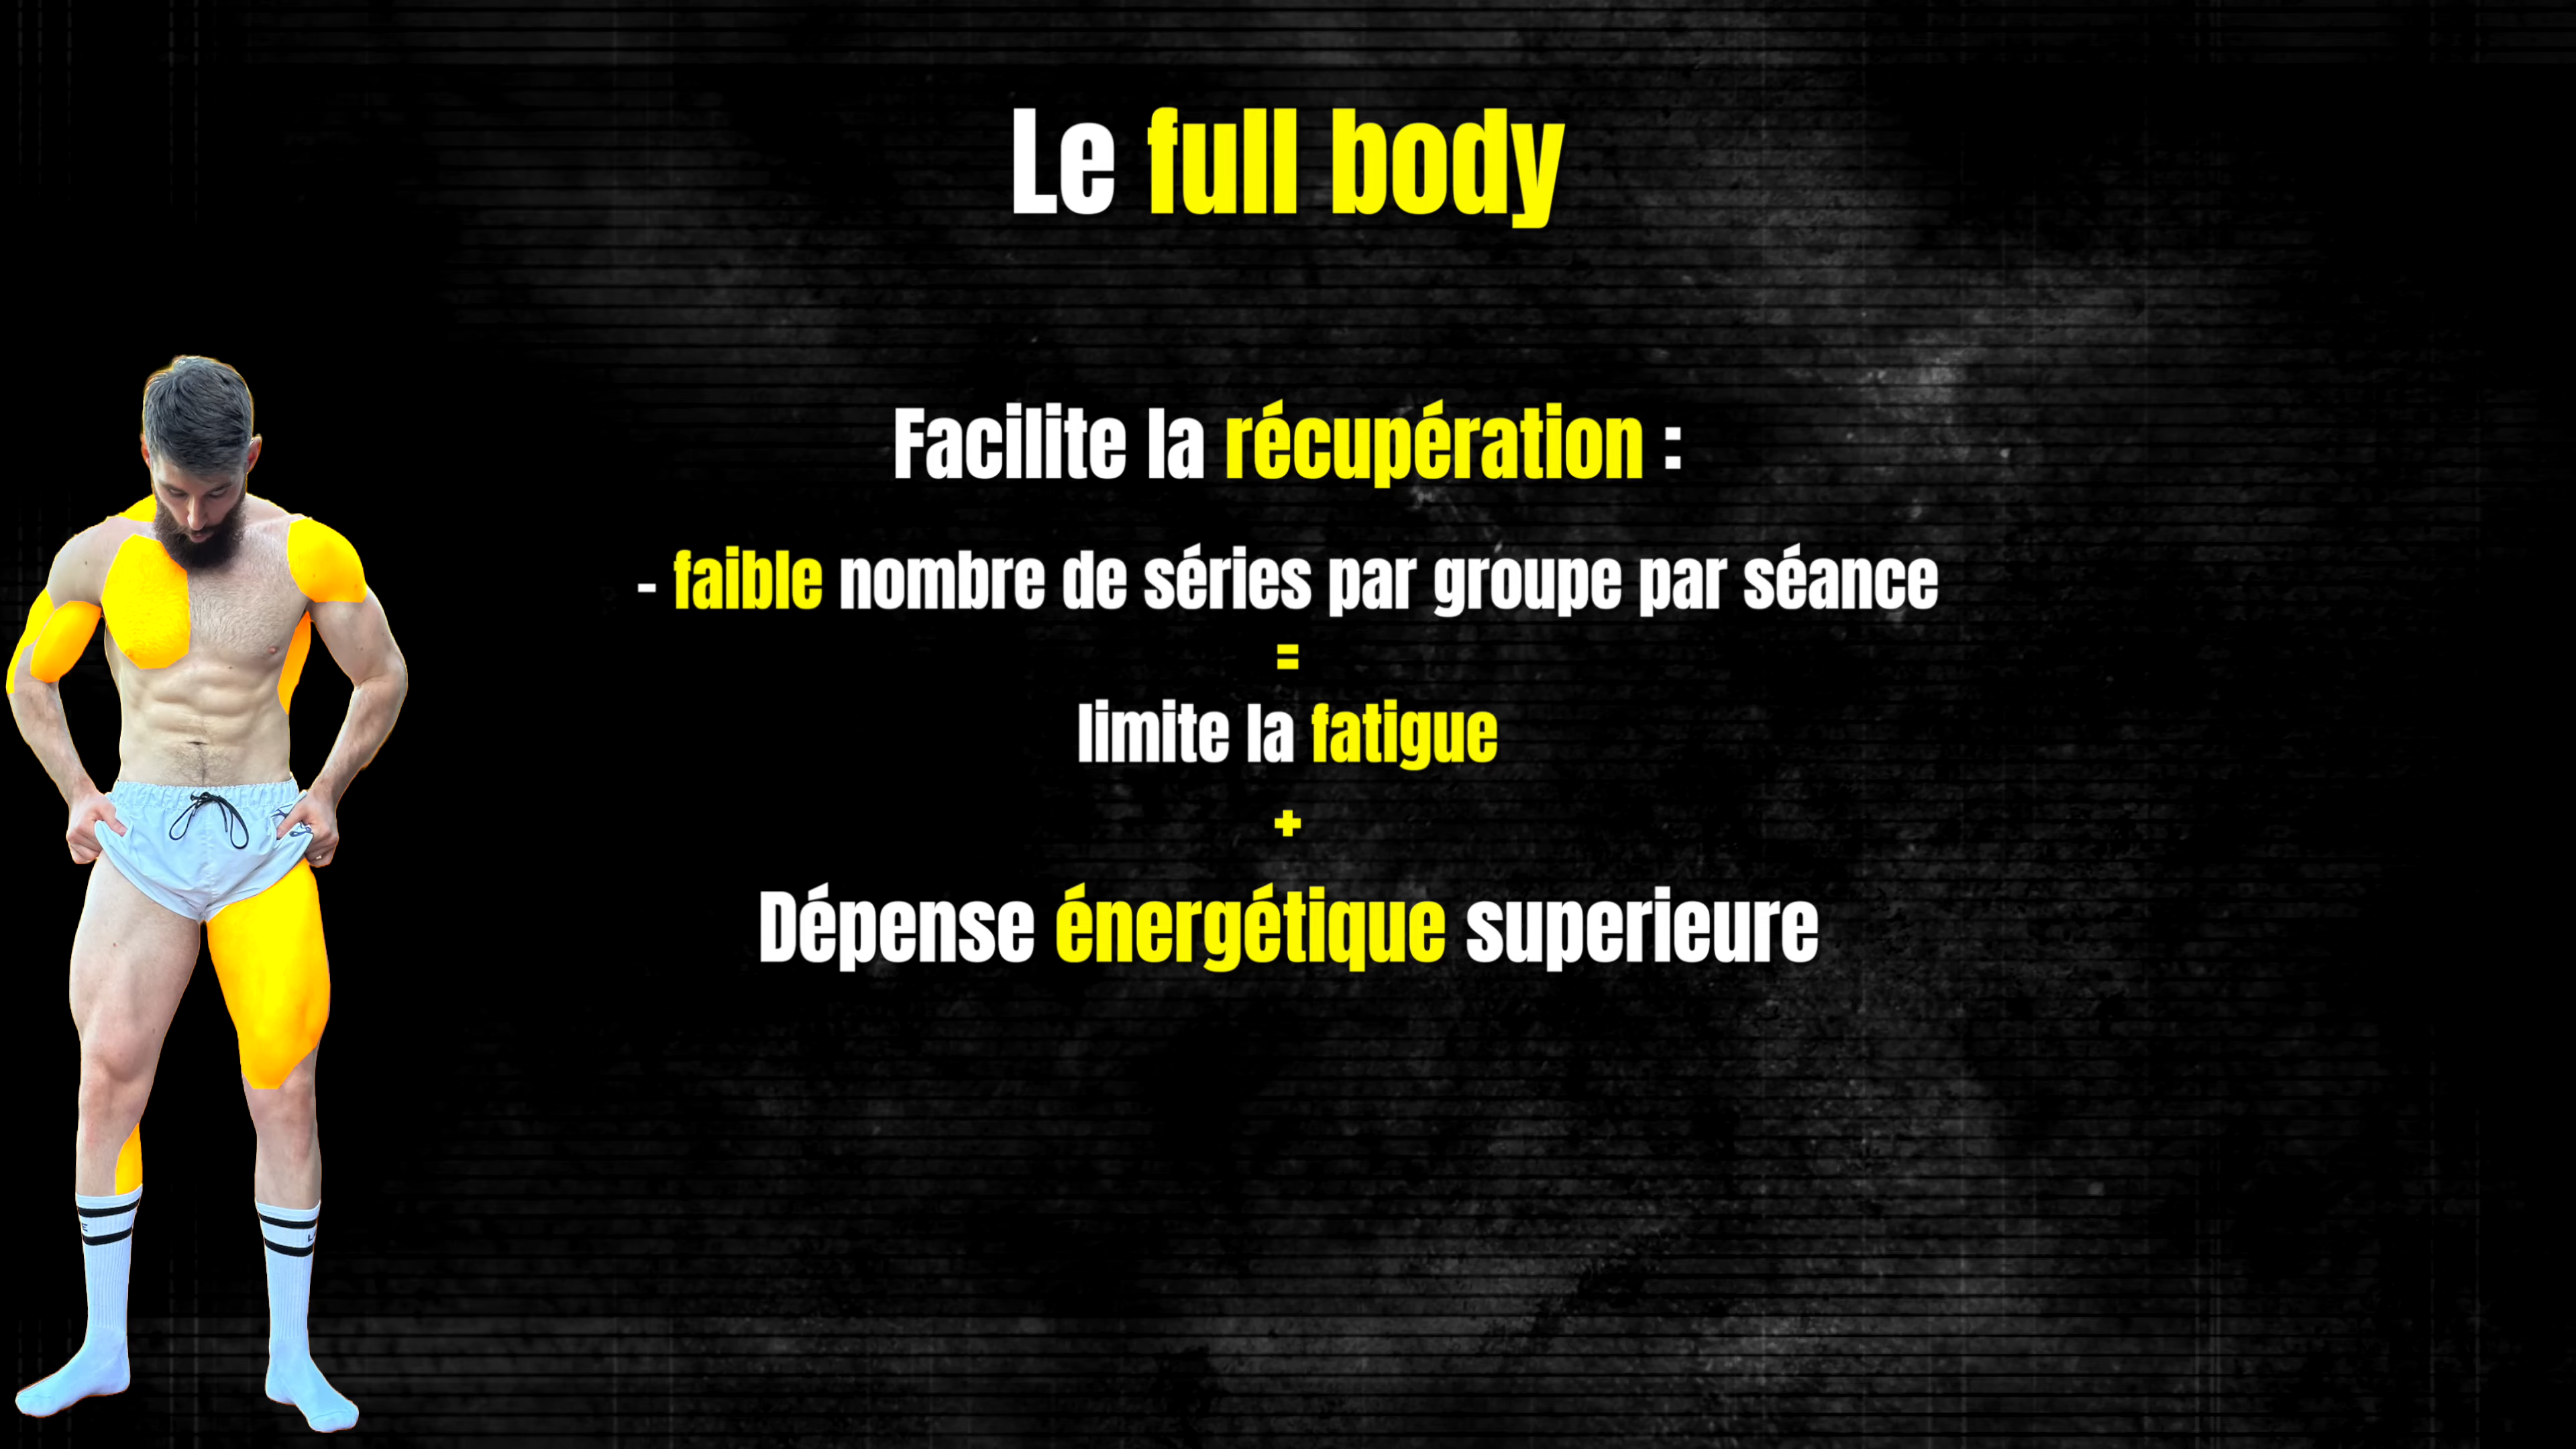 Le full body
Facilite la récupération :
- faible nombre de séries par groupe par séance
=
limite la fatigue
+
Dépense énergétique superieure